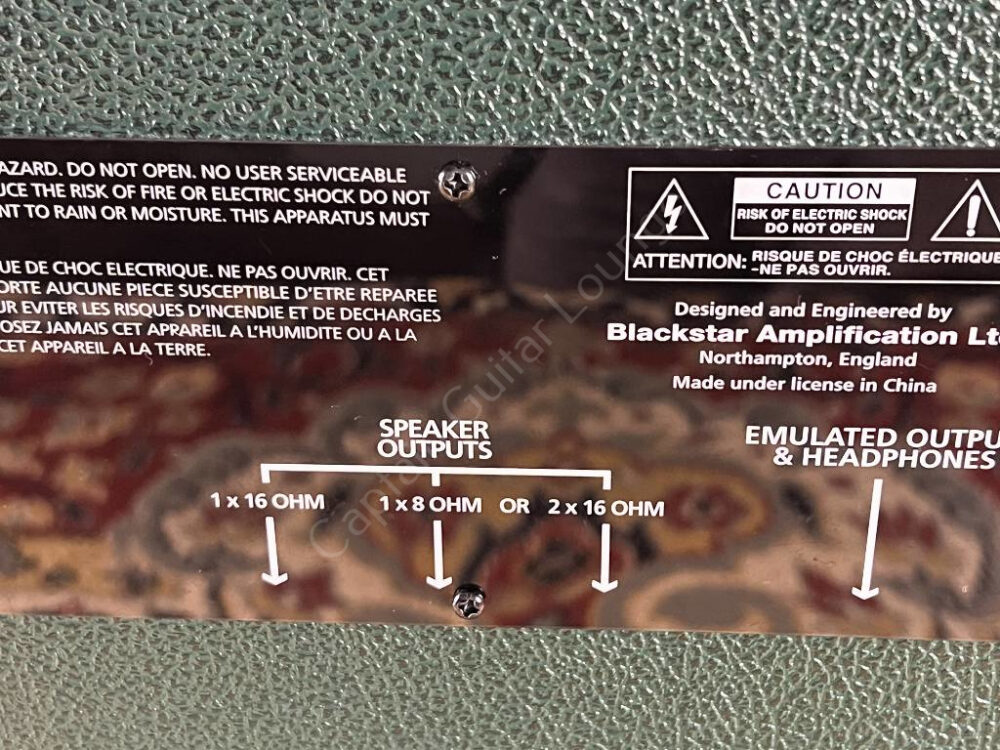 AZARD. DO NOT OPEN. NO USER SERVICEABLE
UCE THE RISK OF FIRE OR ELECTRIC SHOCK DO NOT
NT TO RAIN OR MOISTURE. THIS APPARATUS MUST
UE DE CHOC ELECTRIQUE. NE PAS OUVRIR. CET
ORTE AUCUNE PIECE SUSCEPTIBLE D'ETRE REPAREE
UR EVITER LES RISQUES D'INCENDIE ET DE DECHARGES
OSEZ JAMAIS CET APPAREIL A L'HUMIDITE OU A LA
CET APPAREIL A LA TERRE.
CAUTION
RISK OF ELECTRIC SHOCK
DO NOT OPEN
ATTENTION: RISQUE DE CHOC ÉLECTRIQUE
-NE PAS OUVRIR.
Designed and Engineered by
Blackstar Amplification Lt
Northampton, England
Made under license in China
SPEAKER
OUTPUTS
1 x 16 OHM
1 x 8 OHM OR 2 x 16 OHM
EMULATED OUTPU
& HEADPHONES
Captain Guitar Lounge